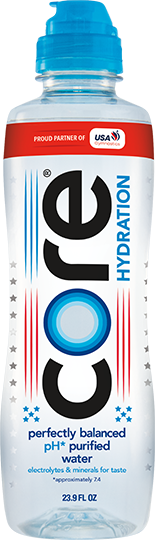 PROUD PARTNER OF USA Gymnastics
core®
HYDRATION
perfectly balanced
pH* purified
water
electrolytes & minerals for taste
*approximately 7.4
23.9 FL OZ